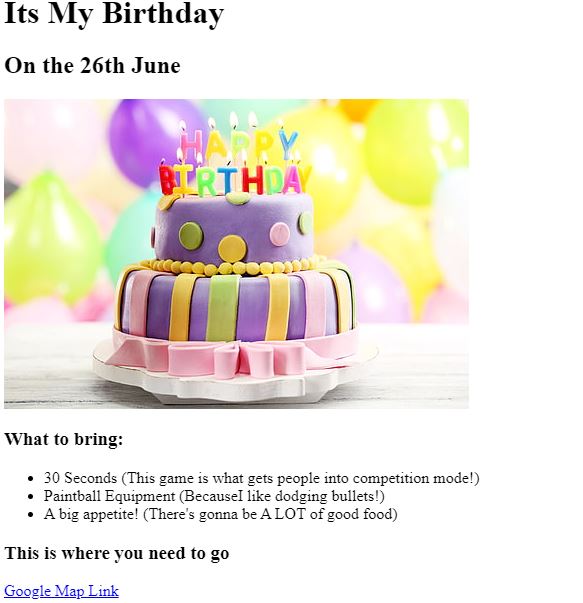 Its My Birthday
On the 26th June
HAPPY
BIRTHDAY
What to bring:
30 Seconds (This game is what gets people into competition mode!)
Paintball Equipment (BecauseI like dodging bullets!)
A big appetite! (There's gonna be A LOT of good food)
This is where you need to go
Google Map Link